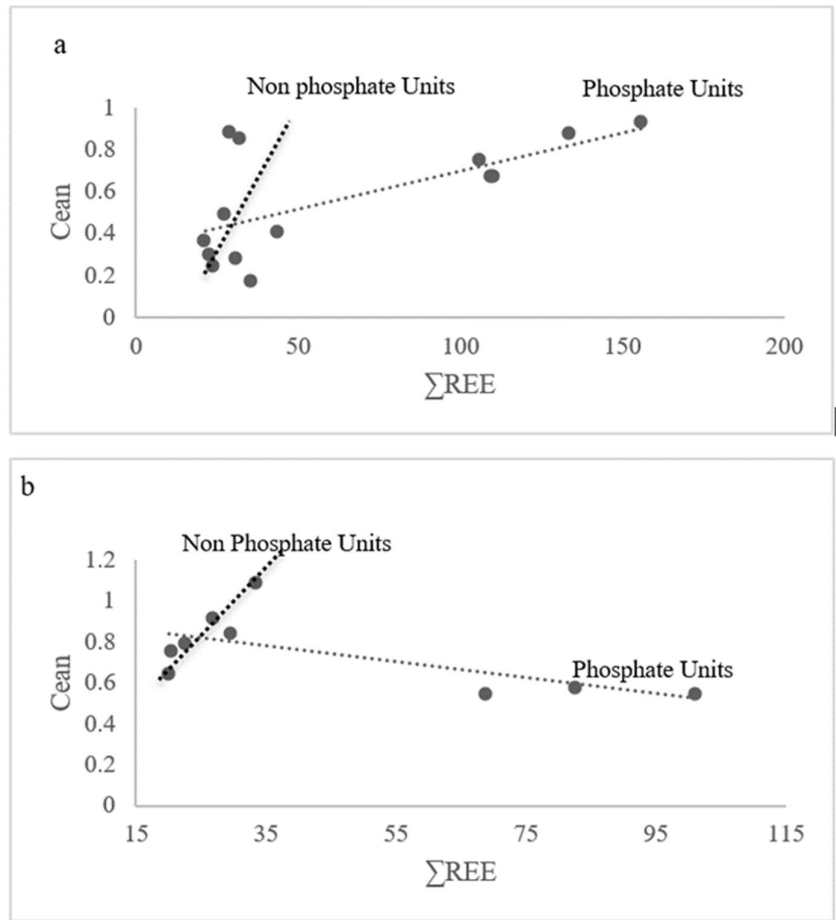 a
Non phosphate Units
Phosphate Units
1
0.8
0.6
0.4
0.2
0
Cean
0
50
100
150
200
∑REE
b
Non Phosphate Units
Phosphate Units
1.2
1
0.8
0.6
0.4
0.2
0
Cean
15
35
55
75
95
115
∑REE